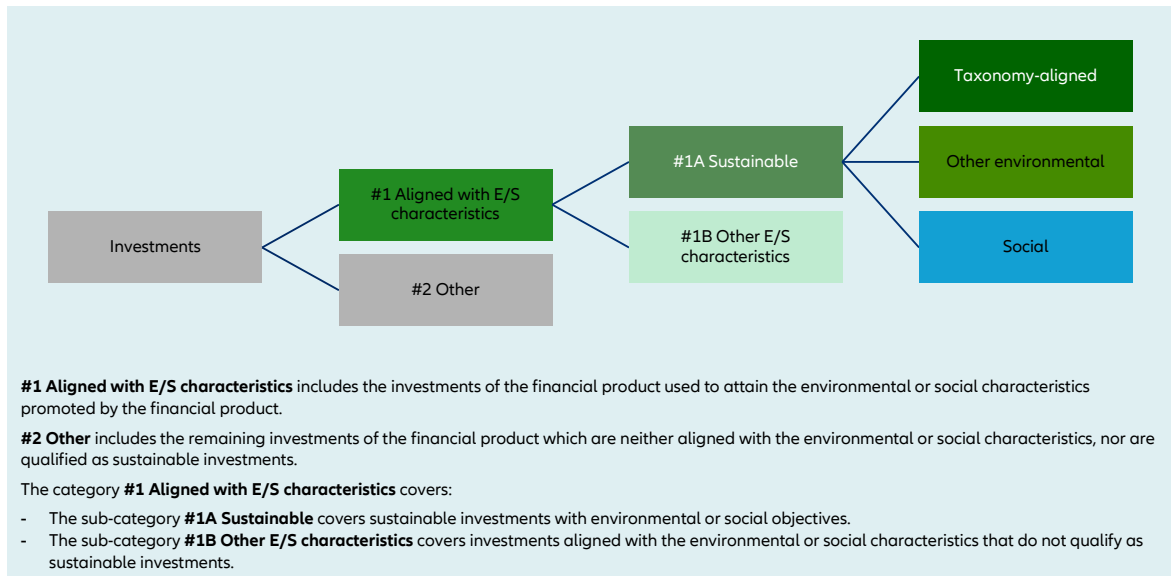 Taxonomy-aligned
#1A Sustainable
Other environmental
#1 Aligned with E/S
characteristics
Investments
#1B Other E/S
characteristics
Social
#2 Other
#1 Aligned with E/S characteristics includes the investments of the financial product used to attain the environmental or social characteristics
promoted by the financial product.
#2 Other includes the remaining investments of the financial product which are neither aligned with the environmental or social characteristics, nor are
qualified as sustainable investments.
The category #1 Aligned with E/S characteristics covers:
- The sub-category #1A Sustainable covers sustainable investments with environmental or social objectives.
- The sub-category #1B Other E/S characteristics covers investments aligned with the environmental or social characteristics that do not qualify as
sustainable investments.